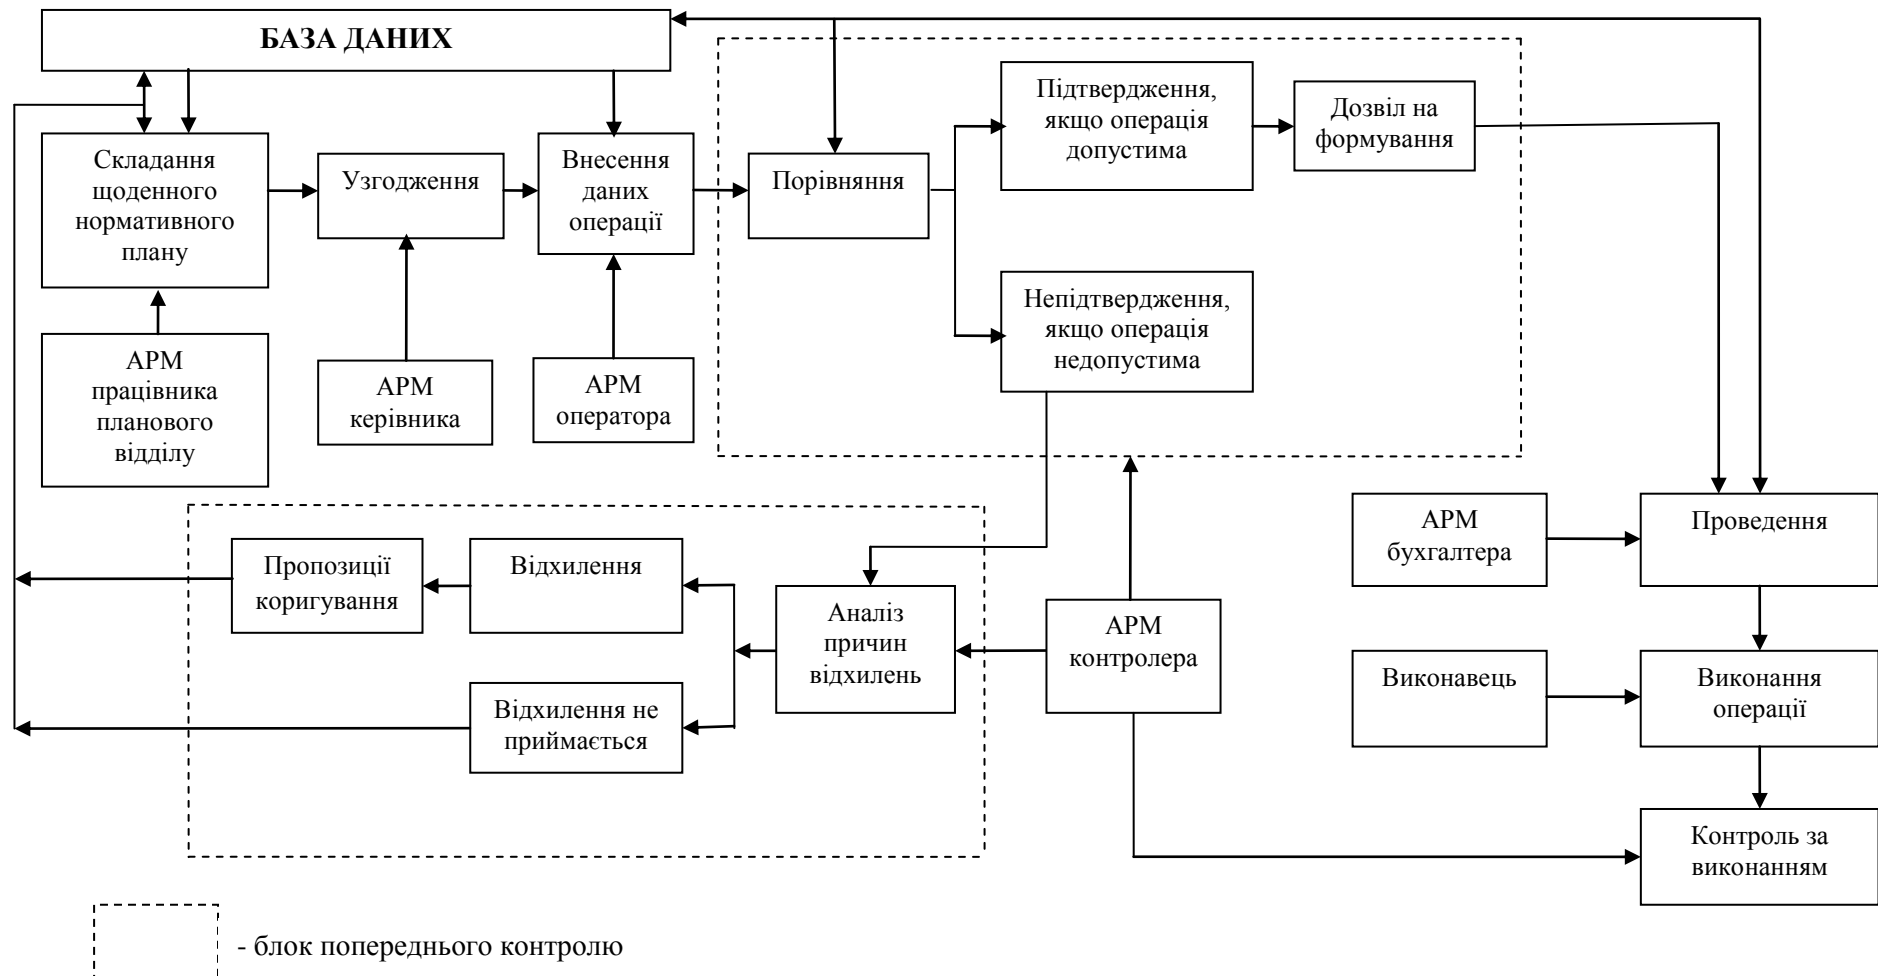 БАЗА ДАНИХ
Складання
щоденного
нормативного
плану
Узгодження
Внесення
даних
операції
Порівняння
Підтвердження,
якщо операція
допустима
Дозвіл на
формування
Непідтвердження,
якщо операція
недопустима
АРМ
працівника
планового
відділу
АРМ
керівника
АРМ
оператора
АРМ
бухгалтера
Проведення
Пропозиції
коригування
Відхилення
Аналіз
причин
відхилень
АРМ
контролера
Виконавець
Виконання
операції
Відхилення не
приймається
Контроль за
виконанням
- блок попереднього контролю